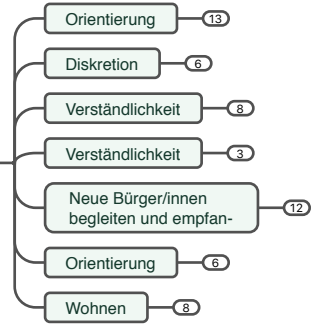 Orientierung 13
Diskretion 6
Verständlichkeit 8
Verständlichkeit 3
Neue Bürger/innen
begleiten und empfan- 12
Orientierung 6
Wohnen 8